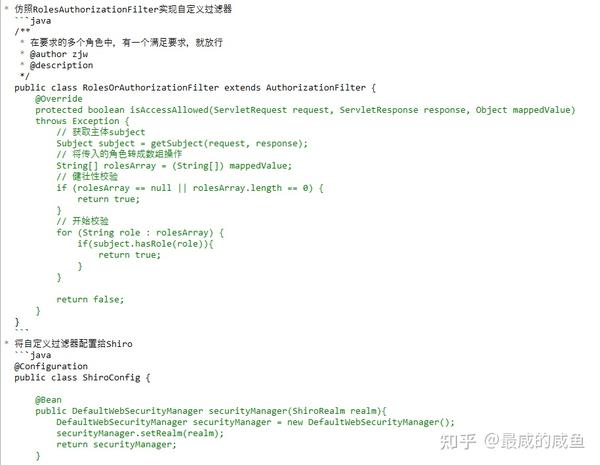 * 仿照RolesAuthorizationFilter实现自定义过滤器
```java
/**
 * 在要求的多个角色中，有一个满足要求，就放行
 * @author zjw
 * @description
 */
public class RolesOrAuthorizationFilter extends AuthorizationFilter {
    @Override
    protected boolean isAccessAllowed(ServletRequest request, ServletResponse response, Object mappedValue)
throws Exception {
        // 获取主体subject
        Subject subject = getSubject(request, response);
        // 将传入的角色转成数组操作
        String[] rolesArray = (String[]) mappedValue;
        // 健壮性校验
        if (rolesArray == null || rolesArray.length == 0) {
            return true;
        }
        // 开始校验
        for (String role : rolesArray) {
            if(subject.hasRole(role)){
                return true;
            }
        }

        return false;
    }
}
```
* 将自定义过滤器配置给Shiro
```java
@Configuration
public class ShiroConfig {

    @Bean
    public DefaultWebSecurityManager securityManager(ShiroRealm realm){
        DefaultWebSecurityManager securityManager = new DefaultWebSecurityManager();
        securityManager.setRealm(realm);
        return securityManager;
    }
知乎 @最咸的咸鱼